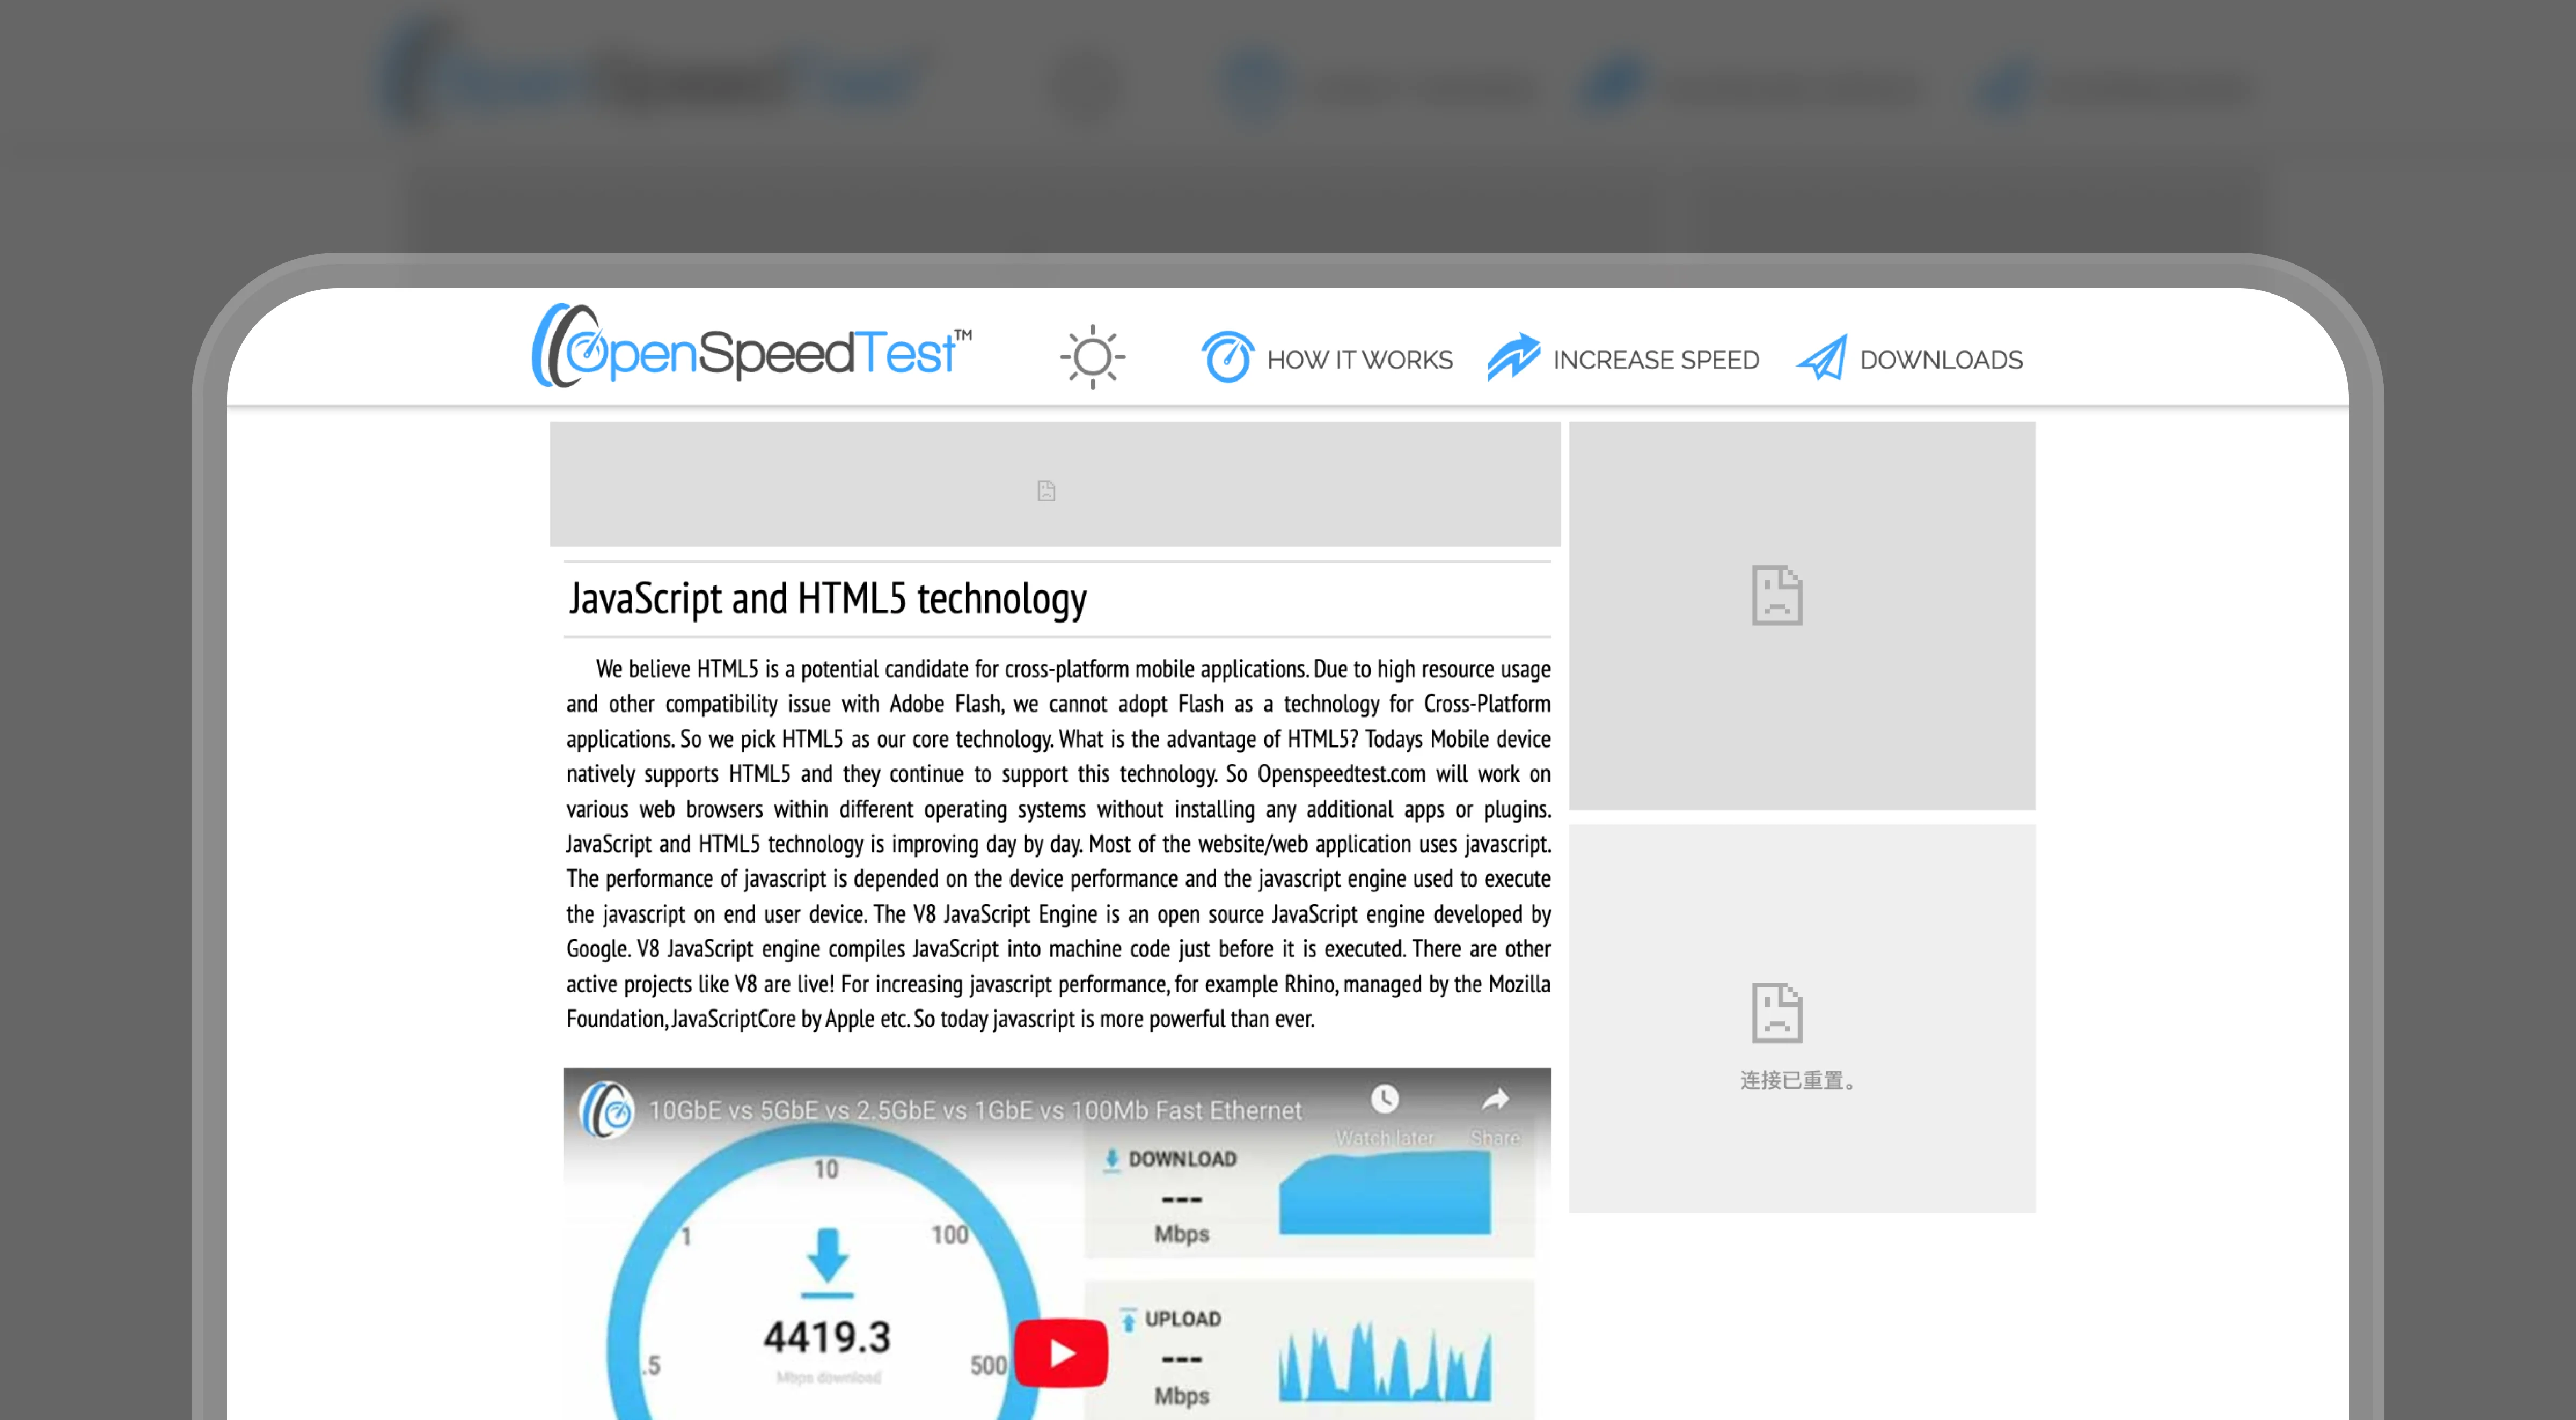 OpenSpeedTest™
HOW IT WORKS
INCREASE SPEED
DOWNLOADS
JavaScript and HTML5 technology
We believe HTML5 is a potential candidate for cross-platform mobile applications. Due to high resource usage
and other compatibility issue with Adobe Flash, we cannot adopt Flash as a technology for Cross-Platform
applications. So we pick HTML5 as our core technology. What is the advantage of HTML5? Todays Mobile device
natively supports HTML5 and they continue to support this technology. So Openspeedtest.com will work on
various web browsers within different operating systems without installing any additional apps or plugins.
JavaScript and HTML5 technology is improving day by day. Most of the website/web application uses javascript.
The performance of javascript is depended on the device performance and the javascript engine used to execute
the javascript on end user device. The V8 JavaScript Engine is an open source JavaScript engine developed by
Google. V8 JavaScript engine compiles JavaScript into machine code just before it is executed. There are other
active projects like V8 are live! For increasing javascript performance, for example Rhino, managed by the Mozilla
Foundation, JavaScriptCore by Apple etc. So today javascript is more powerful than ever.
连接已重置。
10GbE vs 5GbE vs 2.5GbE vs 1GbE vs 100Mb Fast Ethernet
Watch later
Share
10
1
100
.5
500
4419.3
Mbps download
DOWNLOAD
---
Mbps
UPLOAD
---
Mbps